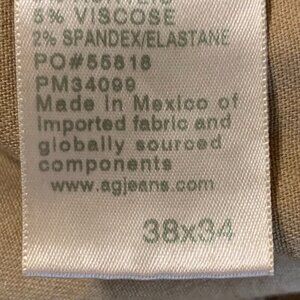 5% VISCOSE
2% SPANDEX/ELASTANE
PO#55818
PM34099
Made in Mexico of
imported fabric and
globally sourced
components
www.agjeans.com
38x34